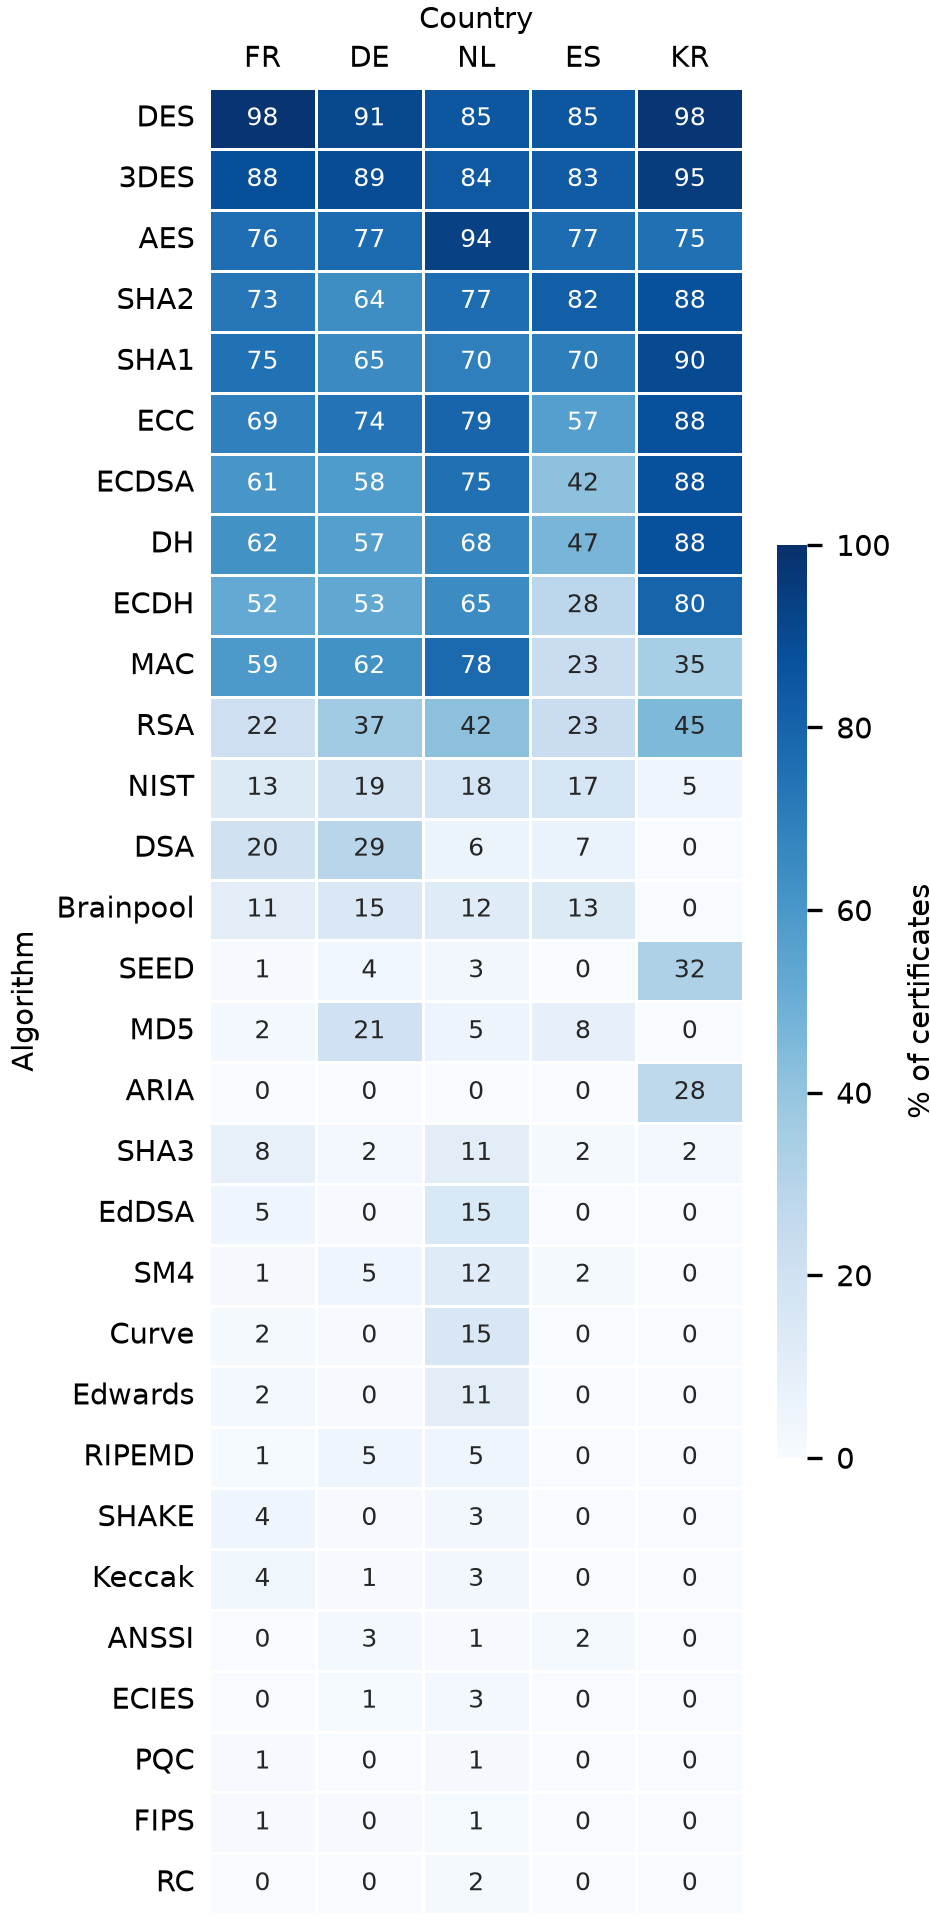 Country
FR DE NL ES KR
DES 98 91 85 85 98
3DES 88 89 84 83 95
AES 76 77 94 77 75
SHA2 73 64 77 82 88
SHA1 75 65 70 70 90
ECC 69 74 79 57 88
ECDSA 61 58 75 42 88
DH 62 57 68 47 88
100
ECDH 52 53 65 28 80
MAC 59 62 78 23 35
RSA 22 37 42 23 45
80
NIST 13 19 18 17 5
DSA 20 29 6 7 0
Brainpool 11 15 12 13 0
60
SEED 1 4 3 0 32
Algorithm
% of certificates
MD5 2 21 5 8 0
ARIA 0 0 0 0 28
40
SHA3 8 2 11 2 2
EdDSA 5 0 15 0 0
SM4 1 5 12 2 0
20
Curve 2 0 15 0 0
Edwards 2 0 11 0 0
RIPEMD 1 5 5 0 0
0
SHAKE 4 0 3 0 0
Keccak 4 1 3 0 0
ANSSI 0 3 1 2 0
ECIES 0 1 3 0 0
PQC 1 0 1 0 0
FIPS 1 0 1 0 0
RC 0 0 2 0 0